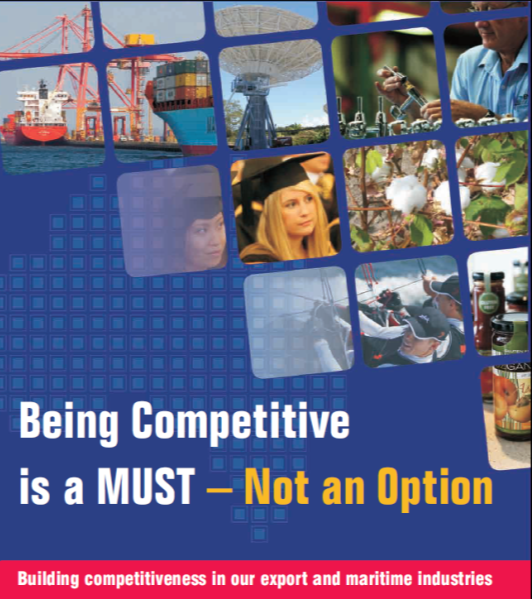 Being Competitive
is a MUST – Not an Option
Building competitiveness in our export and maritime industries